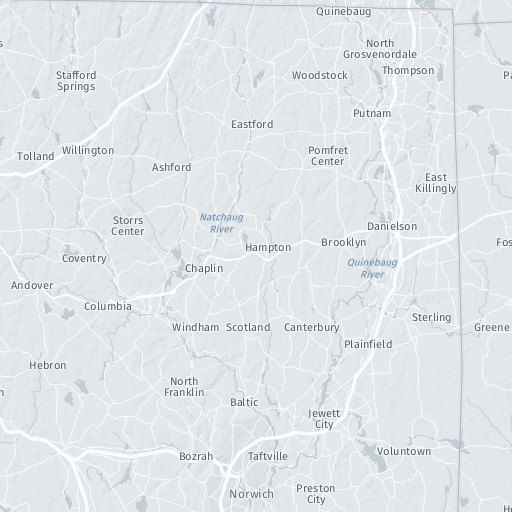 Quinebaug
North
Grosvenordale
Thompson
Stafford
Springs
Woodstock
Putnam
Eastford
Tolland
Willington
Pomfret
Center
Ashford
East
Killingly
Natchaug
River
Storrs
Center
Danielson
Hampton
Brooklyn
Coventry
Chaplin
Quinebaug
River
Andover
Columbia
Sterling
Windham
Scotland
Canterbury
Greene
Plainfield
Hebron
North
Franklin
Baltic
Jewett
City
Bozrah
Taftville
Voluntown
Norwich
Preston
City